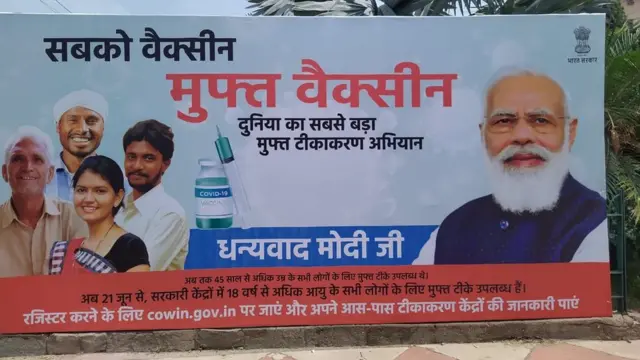 सबको वैक्सीन
मुफ्त वैक्सीन
दुनिया का सबसे बड़ा
मुफ्त टीकाकरण अभियान
भारत सरकार
COVID-19
VACCINE
धन्यवाद मोदी जी
अब तक 45 साल से अधिक उम्र के सभी लोगों के लिए मुफ्त टीके उपलब्ध थे
अब 21 जून से, सरकारी केंद्रों में 18 वर्ष से अधिक आयु के सभी लोगों के लिए मुफ्त टीके उपलब्ध हैं।
रजिस्टर करने के लिए cowin.gov.in पर जाएं और अपने आस-पास टीकाकरण केंद्रों की जानकारी पाएं